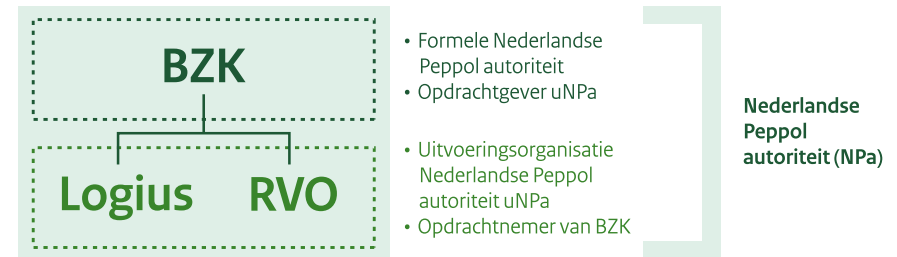 BZK
• Formele Nederlandse
Peppol autoriteit
• Opdrachtgever uNPa
Logius RVO
• Uitvoeringsorganisatie
Nederlandse Peppol
autoriteit uNPa
• Opdrachtnemer van BZK
Nederlandse
Peppol
autoriteit (NPa)